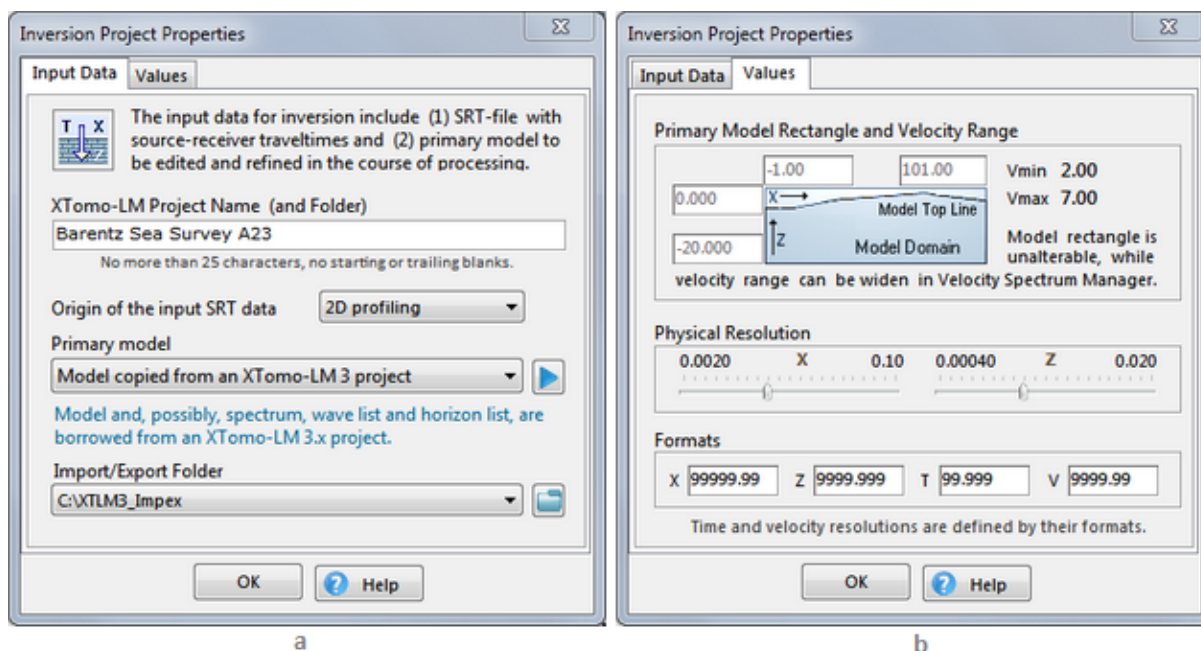 Inversion Project Properties
Input Data
Values
T X
Z
The input data for inversion include (1) SRT-file with
source-receiver traveltimes and (2) primary model to
be edited and refined in the course of processing.
XTomo-LM Project Name (and Folder)
Barentz Sea Survey A23
No more than 25 characters, no starting or trailing blanks.
Origin of the input SRT data
2D profiling
Primary model
Model copied from an XTomo-LM 3 project
Model and, possibly, spectrum, wave list and horizon list, are
borrowed from an XTomo-LM 3.x project.
Import/Export Folder
C:\XTLM3_Impex
OK
? Help
a
Inversion Project Properties
Input Data
Values
Primary Model Rectangle and Velocity Range
-1.00 101.00 Vmin 2.00
0.000 X Vmax 7.00
Model Top Line
-20.000 Z Model Domain
Model rectangle is
unalterable, while
velocity range can be widen in Velocity Spectrum Manager.
Physical Resolution
0.0020 X 0.10 0.00040 Z 0.020
Formats
X 99999.99 Z 9999.999 T 99.999 V 9999.99
Time and velocity resolutions are defined by their formats.
OK
? Help
b